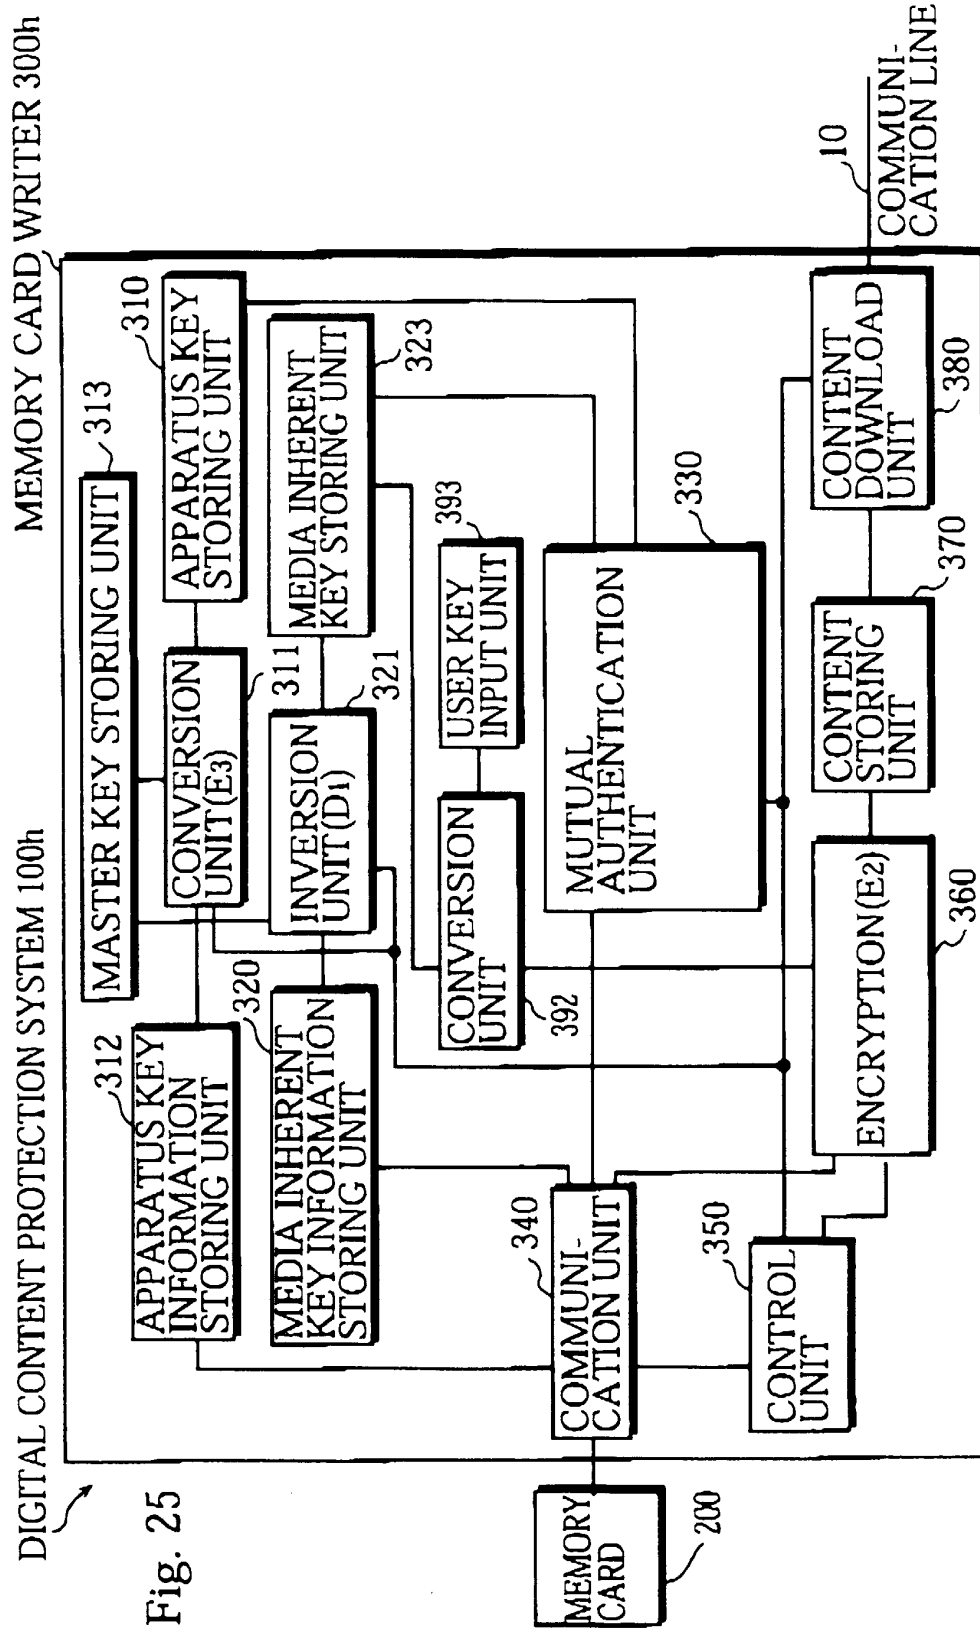 DIGITAL CONTENT PROTECTION SYSTEM 100h
MEMORY CARD WRITER 300h
Fig. 25
MASTER KEY STORING UNIT
313
312
APPARATUS KEY
INFORMATION
STORING UNIT
CONVERSION
UNIT(E3)
311
APPARATUS KEY
STORING UNIT
310
320
MEDIA INHERENT
KEY INFORMATION
STORING UNIT
INVERSION
UNIT(D1)
321
MEDIA INHERENT
KEY STORING UNIT
323
CONVERSION
UNIT
392
USER KEY
INPUT UNIT
393
MEMORY
CARD
200
340
COMMUNI-
CATION UNIT
MUTUAL
AUTHENTICATION
UNIT
330
350
CONTROL
UNIT
ENCRYPTION(E2)
360
CONTENT
STORING
UNIT
370
CONTENT
DOWNLOAD
UNIT
380
10
COMMUNI-
CATION LINE